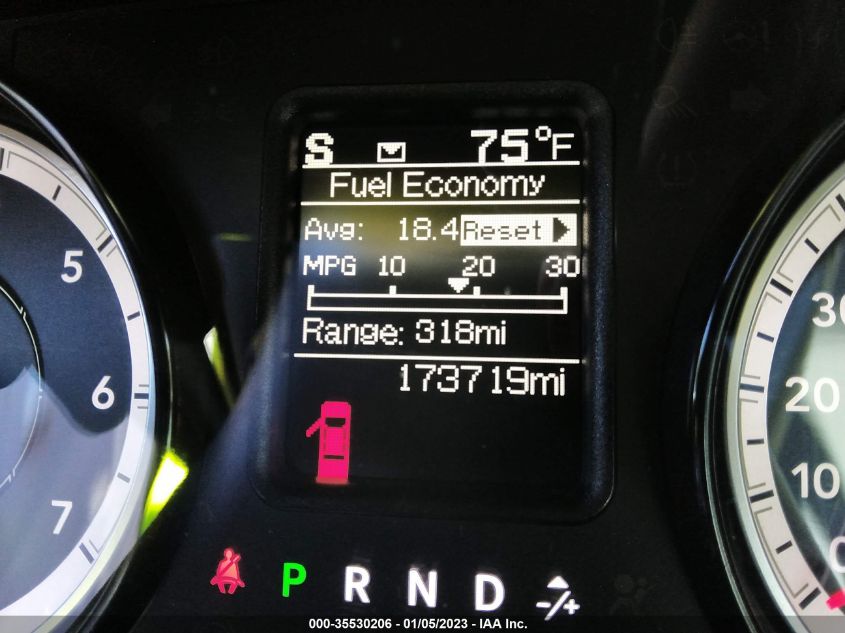 S 75°F
Fuel Economy
Avg: 18.4 Reset
MPG 10 20 30
Range: 318mi
173719mi
5
6
7
30
20
10
0
P R N D -/+
000-35530206 - 01/05/2023 - IAA Inc.